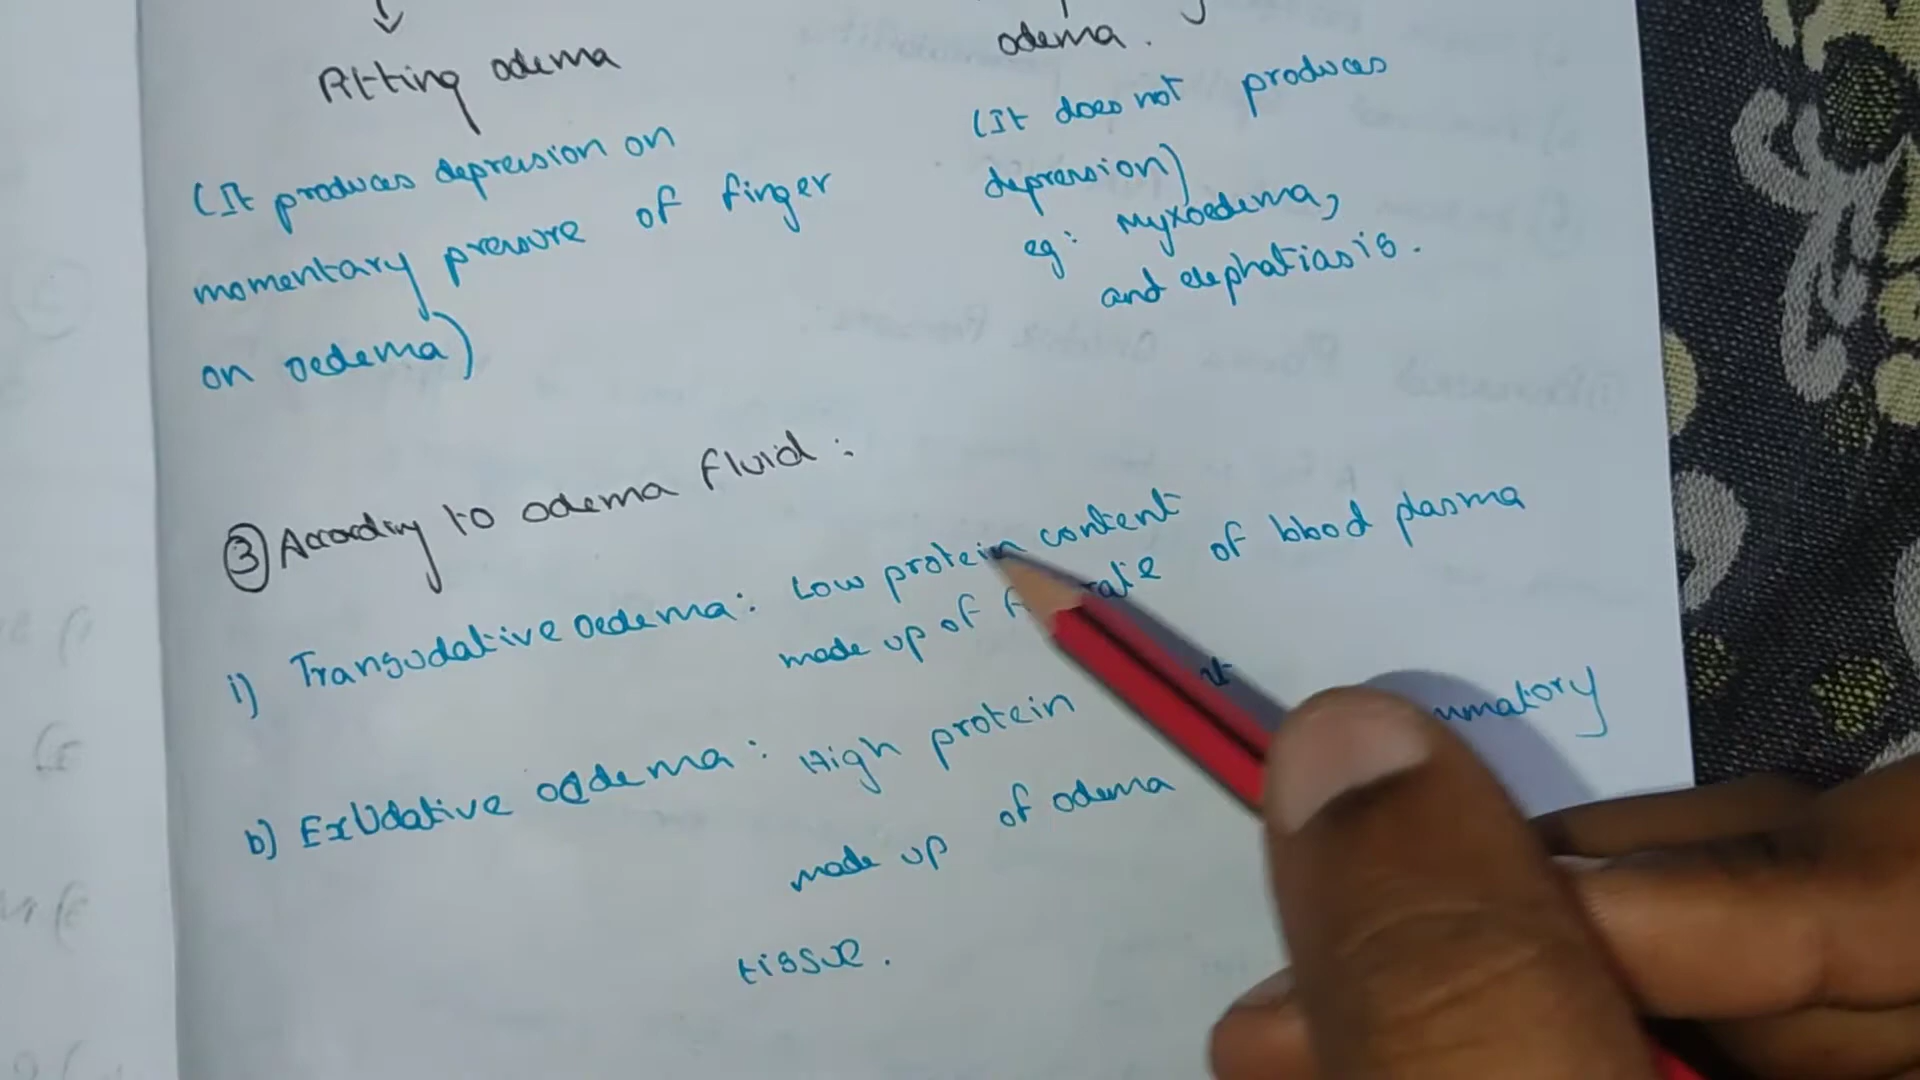 Pitting odema
(It produces depression on
momentary pressure of finger
on oedema)
odema.
(It does not produces
depression)
eg: Myxoedema,
and elephatiasis.
③ According to odema fluid:
i) Transudative oedema: Low protein content
made up of of blood plasma
b) Exudative oedema: High protein
made up of odema
tissue.